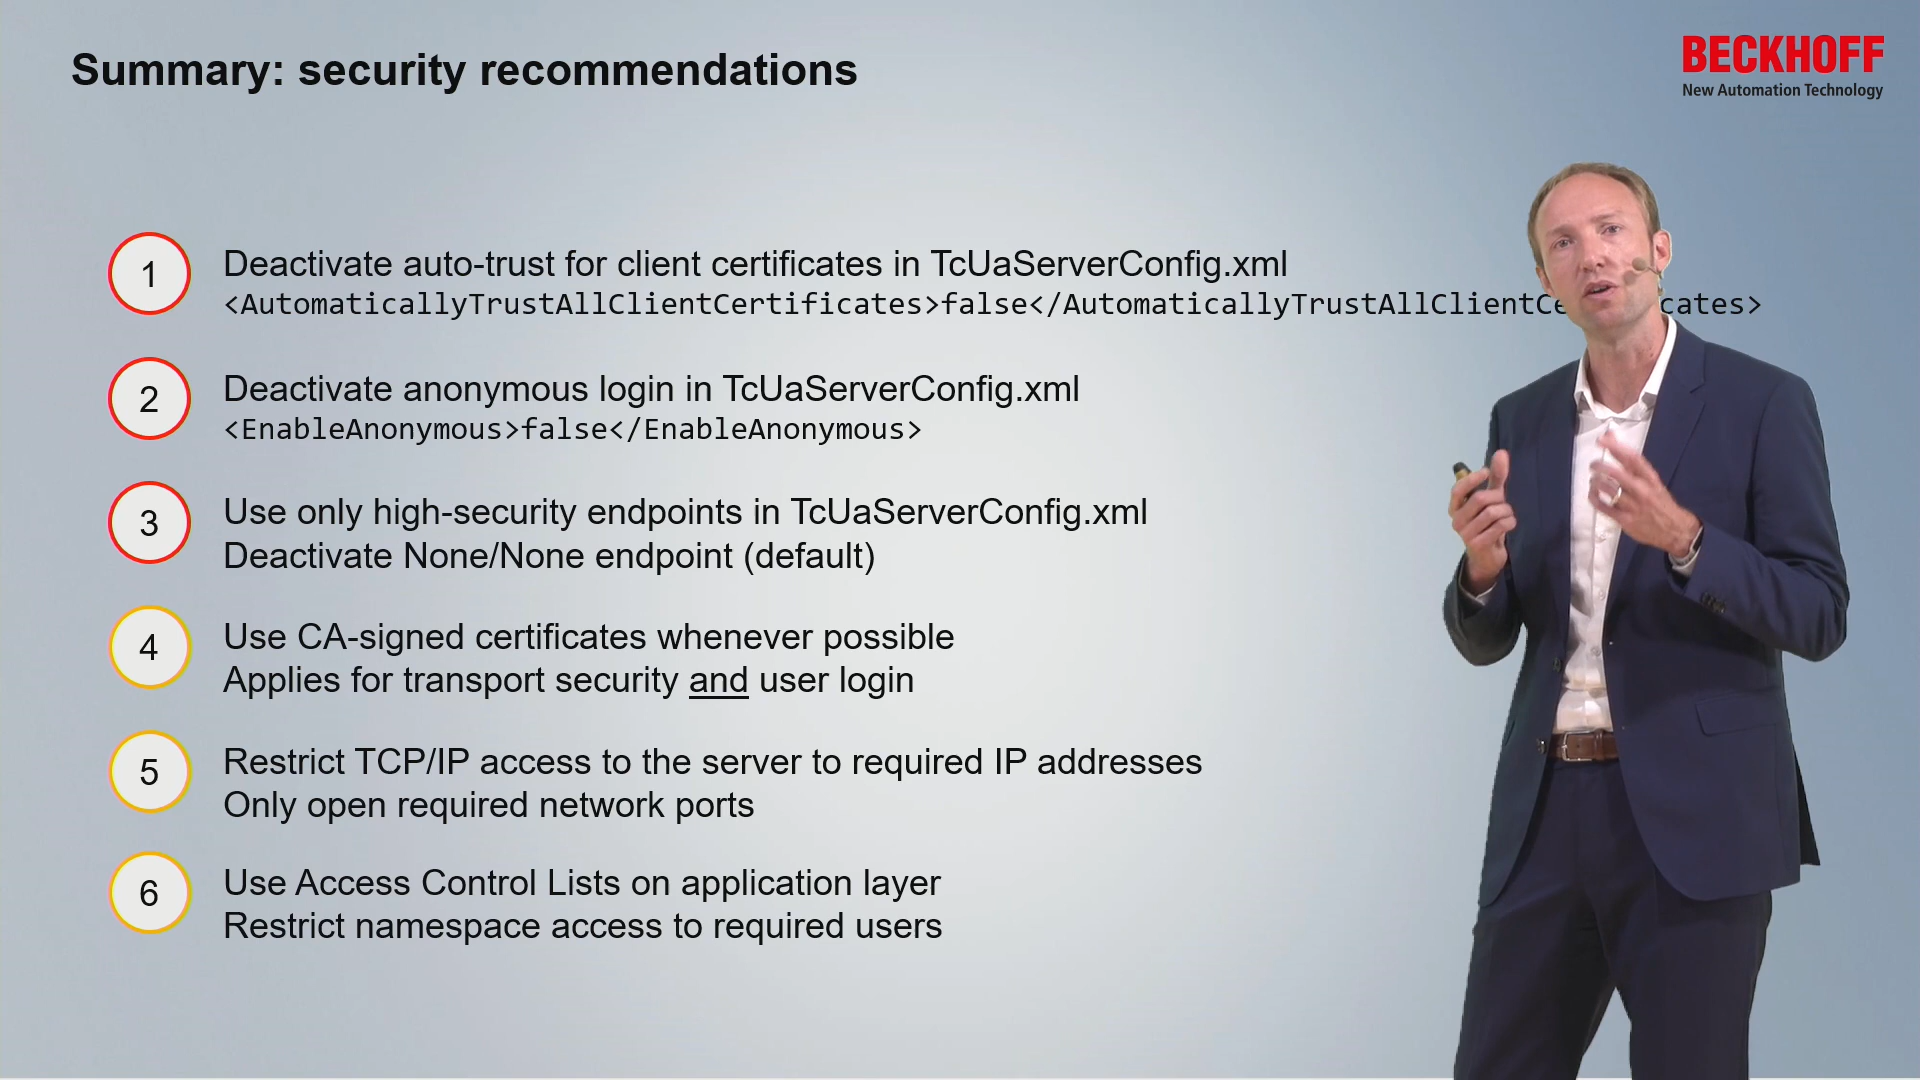 Summary: security recommendations
BECKHOFF
New Automation Technology
1
Deactivate auto-trust for client certificates in TcUaServerConfig.xml
<AutomaticallyTrustAllClientCertificates>false</AutomaticallyTrustAllClientCe cates>
2
Deactivate anonymous login in TcUaServerConfig.xml
<EnableAnonymous>false</EnableAnonymous>
3
Use only high-security endpoints in TcUaServerConfig.xml
Deactivate None/None endpoint (default)
4
Use CA-signed certificates whenever possible
Applies for transport security and user login
5
Restrict TCP/IP access to the server to required IP addresses
Only open required network ports
6
Use Access Control Lists on application layer
Restrict namespace access to required users